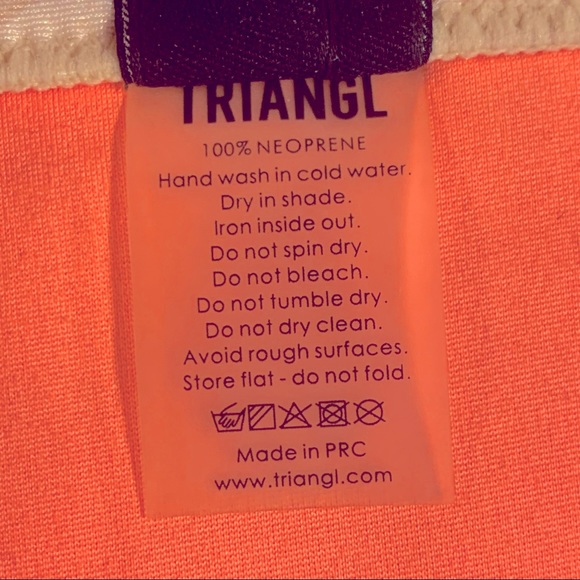 TRIANGL
100% NEOPRENE
Hand wash in cold water.
Dry in shade.
Iron inside out.
Do not spin dry.
Do not bleach.
Do not tumble dry.
Do not dry clean.
Avoid rough surfaces.
Store flat - do not fold.
Made in PRC
www.triangl.com